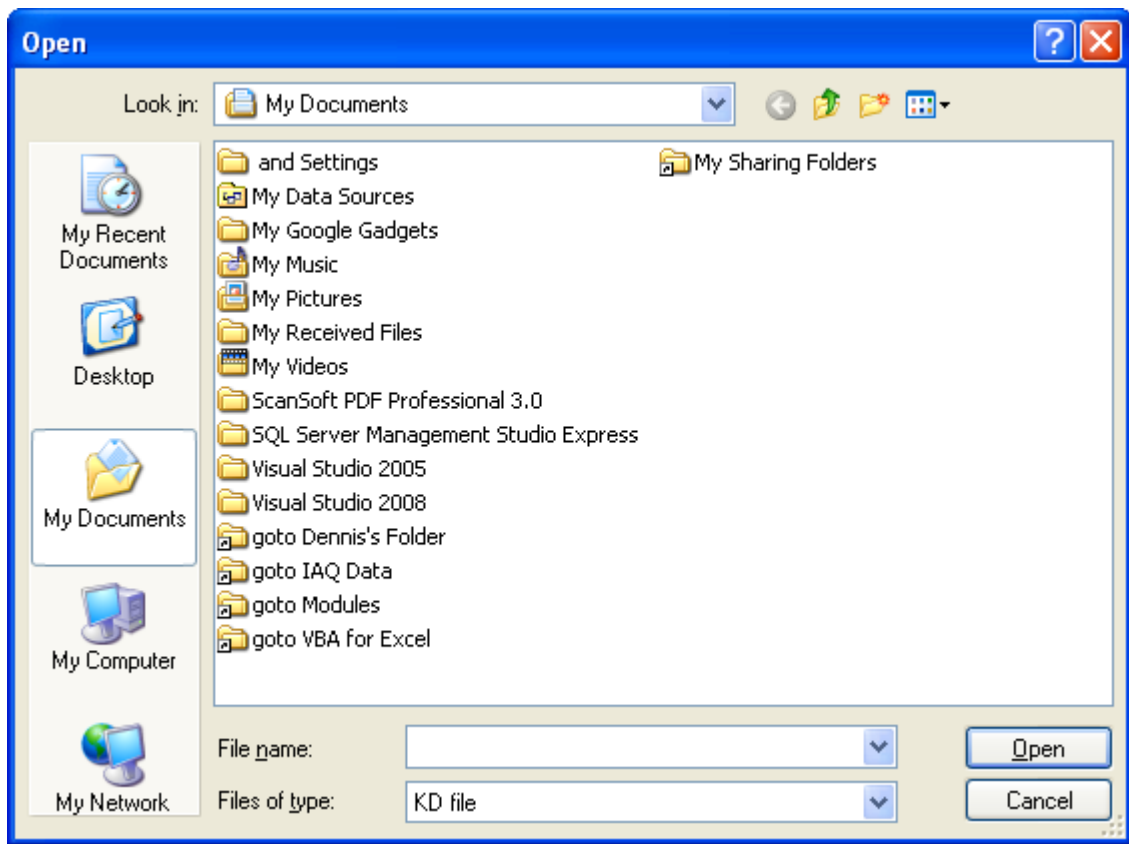 Open
Look in:
My Documents
My Recent
Documents
Desktop
My Documents
My Computer
My Network
and Settings
My Data Sources
My Google Gadgets
My Music
My Pictures
My Received Files
My Videos
ScanSoft PDF Professional 3.0
SQL Server Management Studio Express
Visual Studio 2005
Visual Studio 2008
goto Dennis's Folder
goto IAQ Data
goto Modules
goto VBA for Excel
My Sharing Folders
File name:
Open
Files of type:
KD file
Cancel